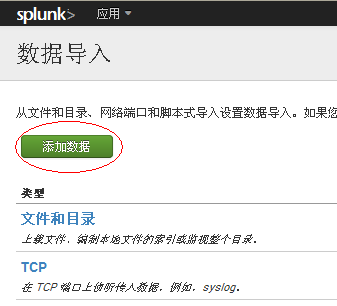 splunk> 应用
数据导入
从文件和目录、网络端口和脚本式导入设置数据导入。如果您
添加数据
类型
文件和目录
上载文件、编制本地文件的索引或监视整个目录。
TCP
在 TCP 端口上侦听传入数据，例如，syslog。